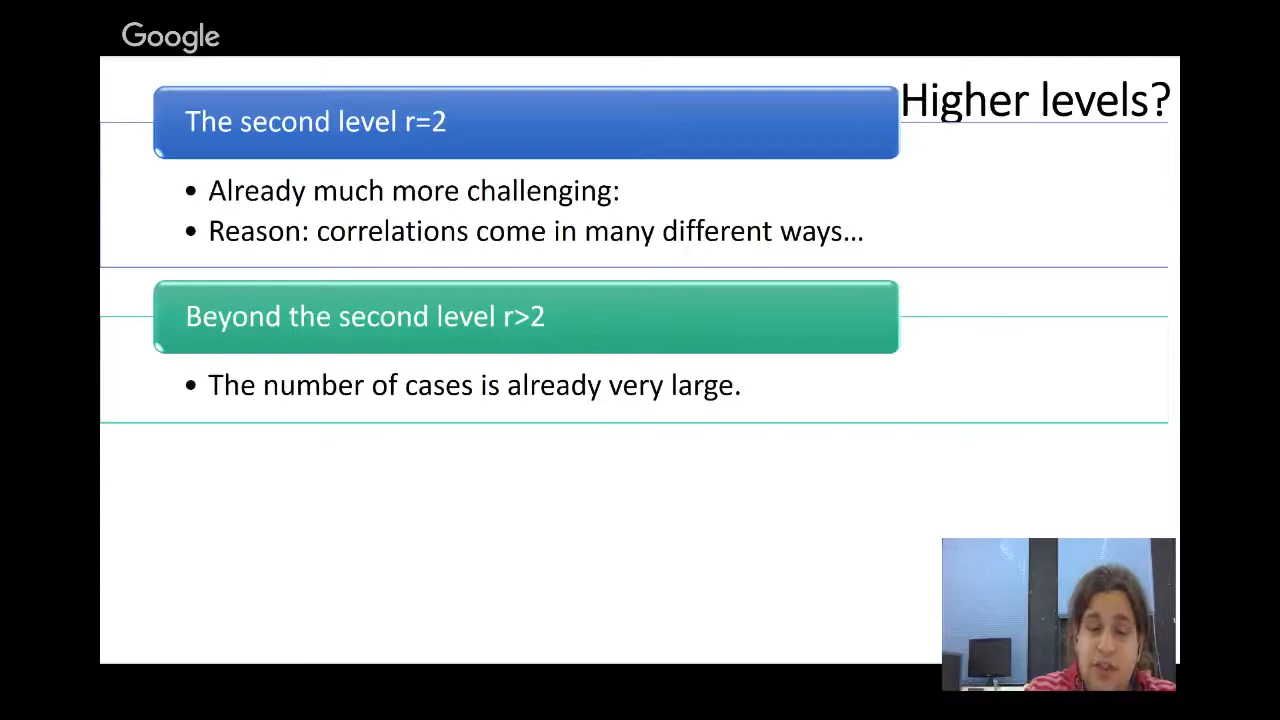 Google
Higher levels?
The second level r=2
• Already much more challenging:
• Reason: correlations come in many different ways...
Beyond the second level r>2
• The number of cases is already very large.